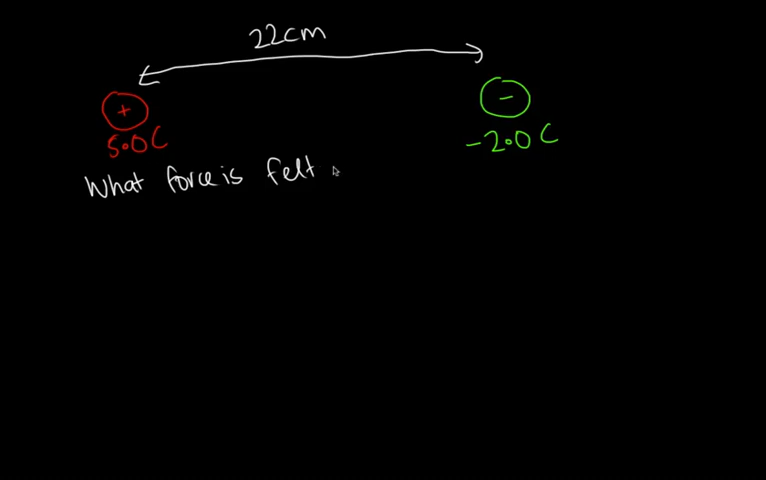 22cm
+
-
5.0C
-2.0C
What force is felt